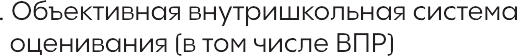 . Объективная внутришкольная система
оценивания (в том числе ВПР)